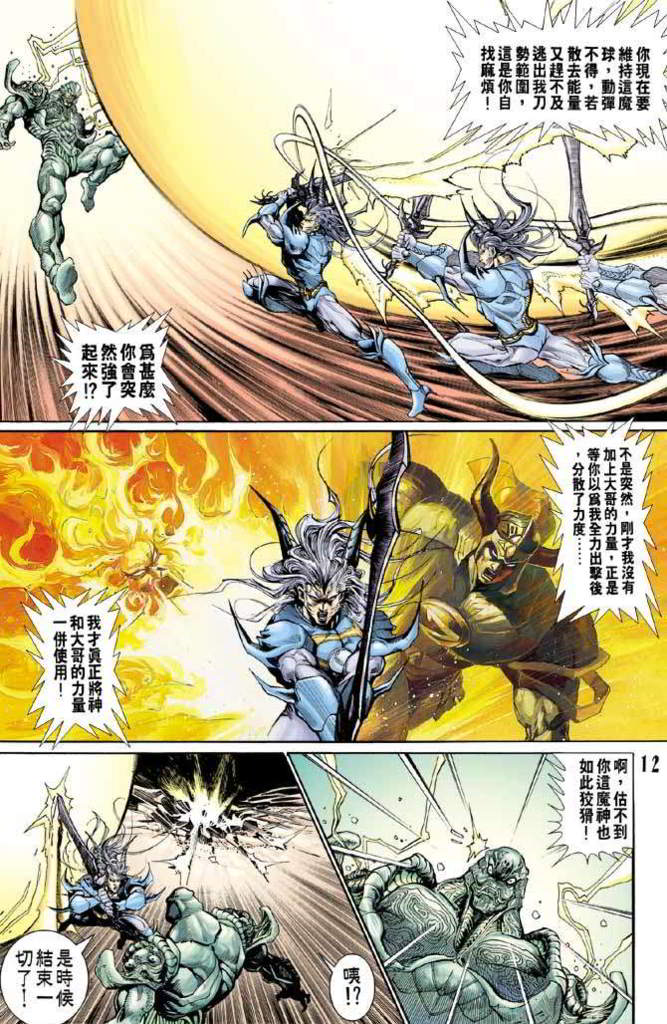 你現在要
維持這魔
球，動彈
不得，若
散去能量
又趕不及
逃出我刀
勢範圍，
這是你自
找麻煩！
爲甚麼
你會突
然強了
起來！？
不是突然，剛才我沒有
加上大哥的力量，正是
等你以爲我全力出擊後
，分散了力度……
我才眞正將神
和大哥的力量
一併使用！
12
啊，估不到
你這魔神也
如此狡猾！
咦！？
是時候
結束一
切了！